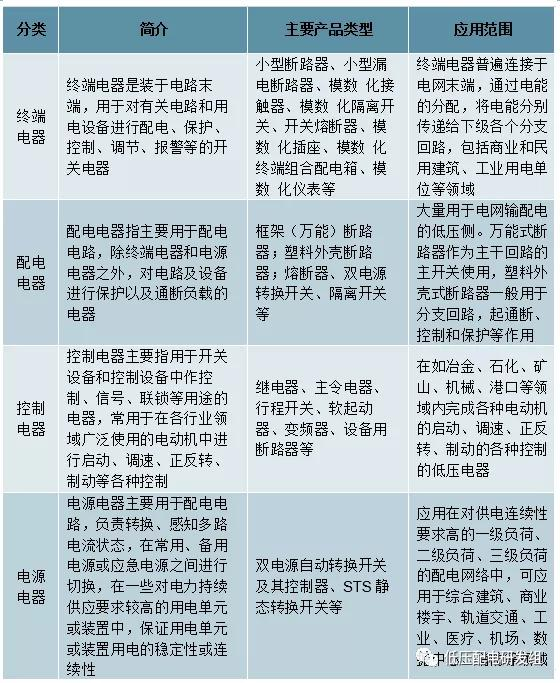 分类
简介
主要产品类型
应用范围
终端
电器
终端电器是装于电路末
端，用于对有关电路和用
电设备进行配电、保护、
控制、调节、报警等的开
关电器
小型断路器、小型漏
电断路器、模数 化接
触器、模数 化隔离开
关、开关熔断器、模
数 化插座、模数 化
终端组合配电箱、模
数 化仪表等
终端电器普遍连接于
电网末端，通过电能
的分配，将电能分别
传递给下级各个分支
回路，包括商业和民
用建筑、工业用电单
位等领域
配电
电器
配电电器指主要用于配电
电路，除终端电器和电源
电器之外，对电路及设备
进行保护以及通断负载的
电器
框架（万能）断路
器；塑料外壳断路
器；熔断器、双电源
转换开关、隔离开关
等
大量用于电网输配电
的低压侧。万能式断
路器作为主干回路的
主开关使用，塑料外
壳式断路器一般用于
分支回路，起通断、
控制和保护等作用
控制
电器
控制电器主要指用于开关
设备和控制设备中作控
制、信号、联锁等用途的
电器，常用于在各行业领
域广泛使用的电动机中进
行启动、调速、正反转、
制动等各种控制
继电器、主令电器、
行程开关、软起动
器、变频器、设备用
断路器等
在如冶金、石化、矿
山、机械、港口等领
域内完成各种电动机
的启动、调速、正反
转、制动的各种控制
的低压电器
电源
电器
电源电器主要用于配电电
路，负责转换、感知多路
电流状态，在常用、备用
电源或应急电源之间进行
切换，在一些对电力持续
供应要求较高的用电单元
或装置中，保证用电单元
或装置用电的稳定性或
连续性
双电源自动转换开关
及其控制器、STS 静
态转换开关等
应用在对供电连续性
要求高的一级负荷、
二级负荷、三级负荷
的配电网络中，可应
用于综合建筑、商业
楼宇、轨道交通、工
业、医疗、机场、数
低压配电研发组